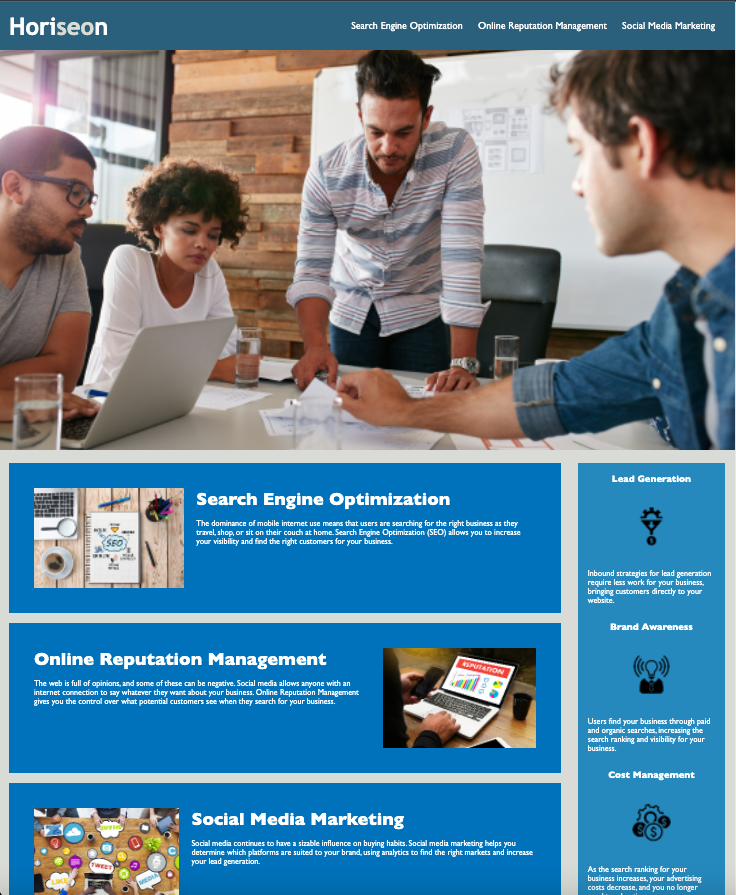 Horiseon
Search Engine Optimization
Online Reputation Management
Social Media Marketing
Search Engine Optimization
The dominance of mobile internet use means that users are searching for the right business as they
travel, shop, or sit on their couch at home. Search Engine Optimization (SEO) allows you to increase
your visibility and find the right customers for your business.
SEO
Online Reputation Management
The web is full of opinions, and some of these can be negative. Social media allows anyone with an
internet connection to say whatever they want about your business. Online Reputation Management
gives you the control over what potential customers see when they search for your business.
REPUTATION
Social Media Marketing
Social media continues to have a sizable influence on buying habits. Social media marketing helps you
determine which platforms are suited to your brand, using analytics to find the right markets and increase
your lead generation.
LIKE
TWEET
MEDIA
Lead Generation
Inbound strategies for lead generation
require less work for your business,
bringing customers directly to your
website.
Brand Awareness
Users find your business through paid
and organic searches, increasing the
search ranking and visibility for your
business.
Cost Management
As the search ranking for your
business increases, your advertising
costs decrease, and you no longer